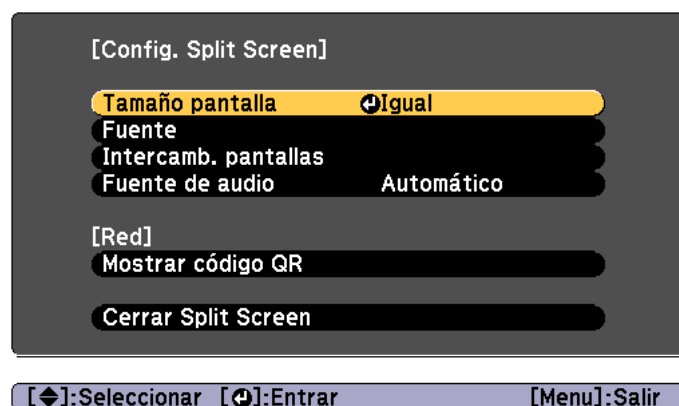 [Config. Split Screen]
Tamaño pantalla Igual
Fuente
Intercamb. pantallas
Fuente de audio Automático
[Red]
Mostrar código QR
Cerrar Split Screen
[◆]:Seleccionar [⏎]:Entrar [Menu]:Salir